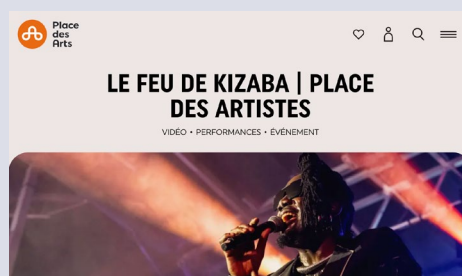 Place
des
Arts
LE FEU DE KIZABA | PLACE
DES ARTISTES
VIDÉO • PERFORMANCES • ÉVÉNEMENT